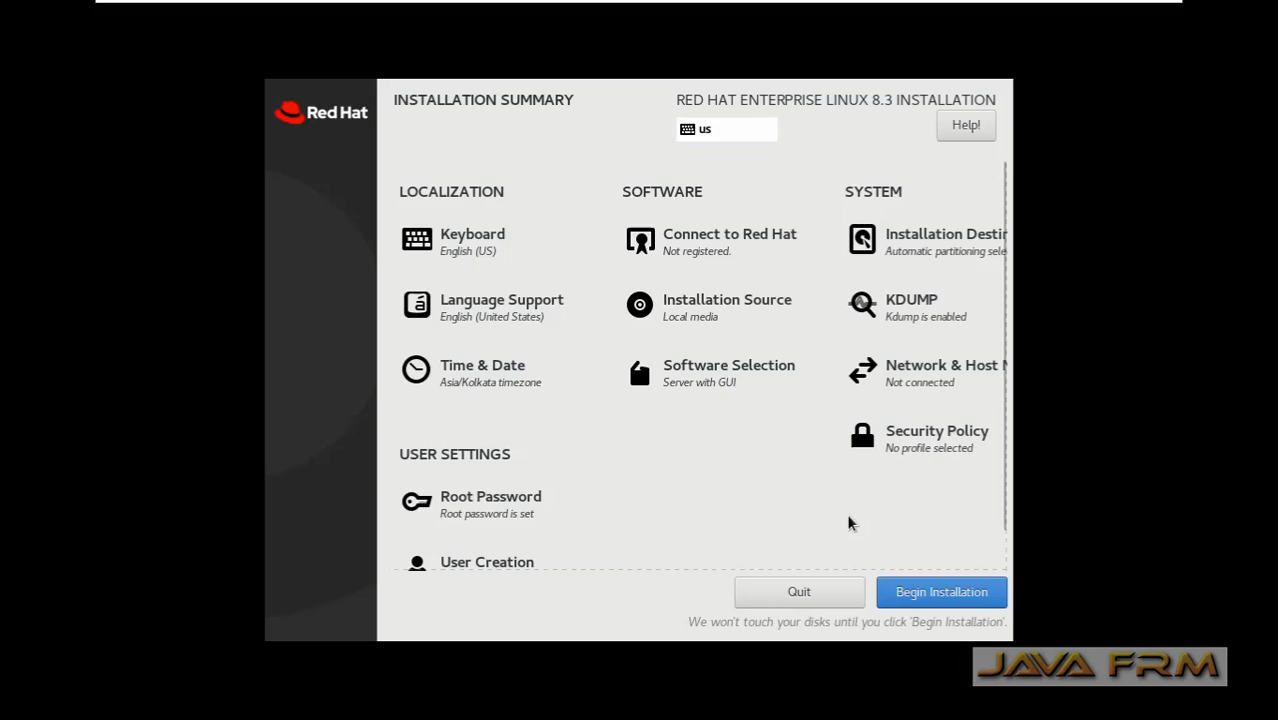 Red Hat
INSTALLATION SUMMARY
RED HAT ENTERPRISE LINUX 8.3 INSTALLATION
us
Help!
LOCALIZATION
Keyboard
English (US)
Language Support
English (United States)
Time & Date
Asia/Kolkata timezone
SOFTWARE
Connect to Red Hat
Not registered.
Installation Source
Local media
Software Selection
Server with GUI
SYSTEM
Installation Destin
Automatic partitioning sele
KDUMP
Kdump is enabled
Network & Host N
Not connected
Security Policy
No profile selected
USER SETTINGS
Root Password
Root password is set
User Creation
Quit
Begin Installation
We won't touch your disks until you click 'Begin Installation'.
JAVA FRM